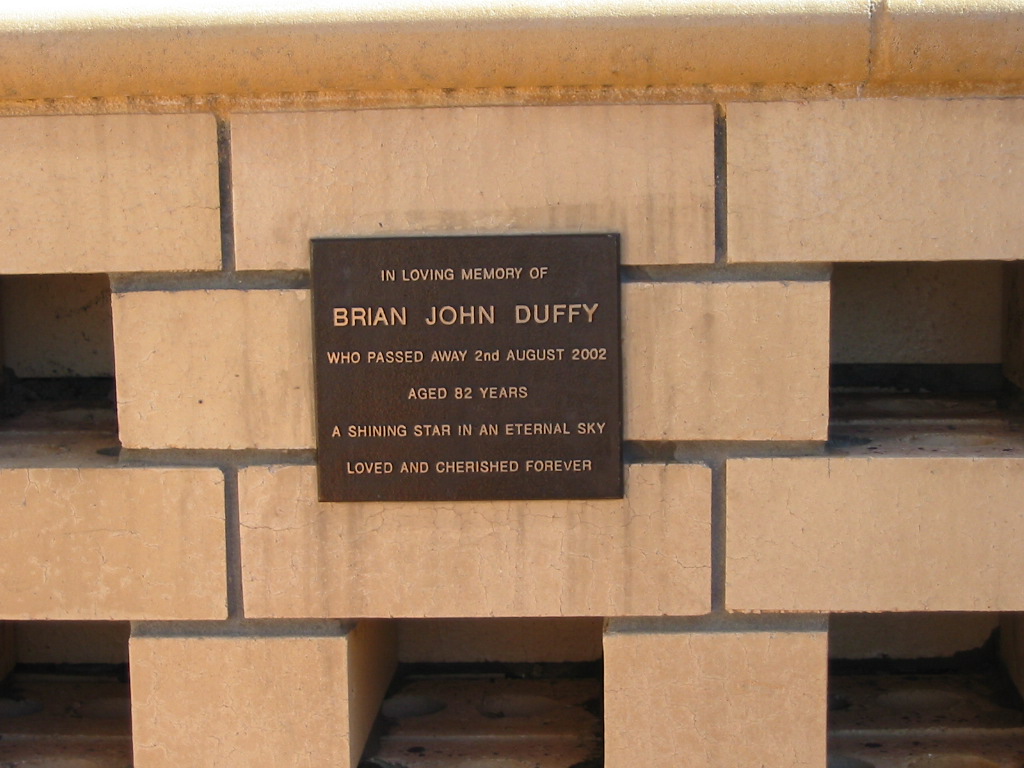 IN LOVING MEMORY OF
BRIAN JOHN DUFFY
WHO PASSED AWAY 2nd AUGUST 2002
AGED 82 YEARS
A SHINING STAR IN AN ETERNAL SKY
LOVED AND CHERISHED FOREVER